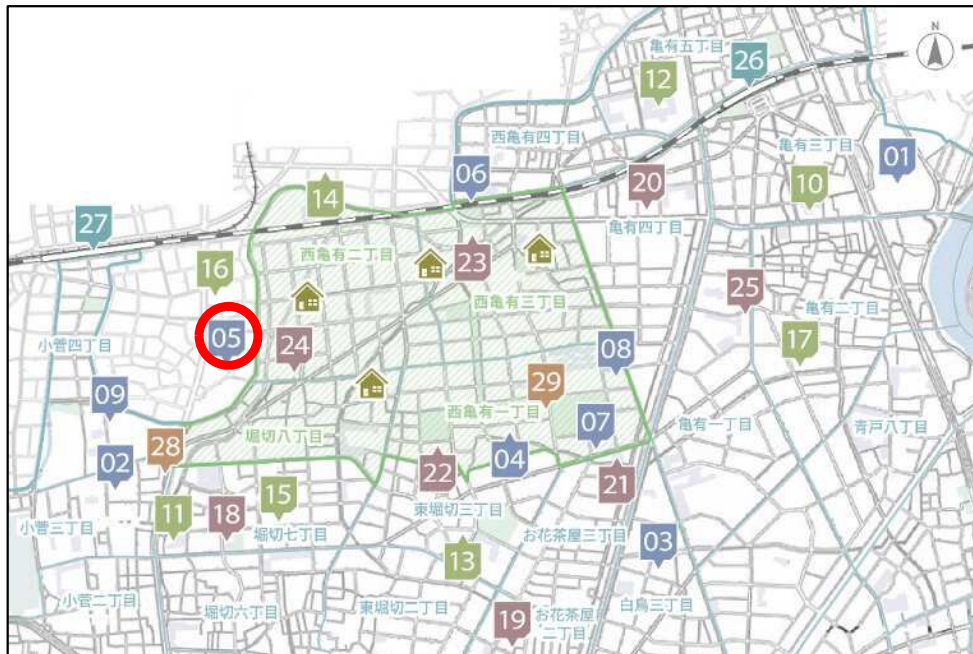 N
亀有五丁目
26
12
西亀有四丁目
亀有三丁目
01
06
20
10
14
27
亀有四丁目
西亀有二丁目
16
23
25
西亀有三丁目
亀有二丁目
05
小菅四丁目
24
08
17
29
09
西亀有一丁目
07
亀有一丁目
青戸八丁目
28
堀切八丁目
02
04
22
21
15
11
18
東堀切三丁目
小菅三丁目
堀切七丁目
お花茶屋三丁目
03
13
小菅二丁目
堀切六丁目
東堀切二丁目
19
お花茶屋
二丁目
白鳥三丁目